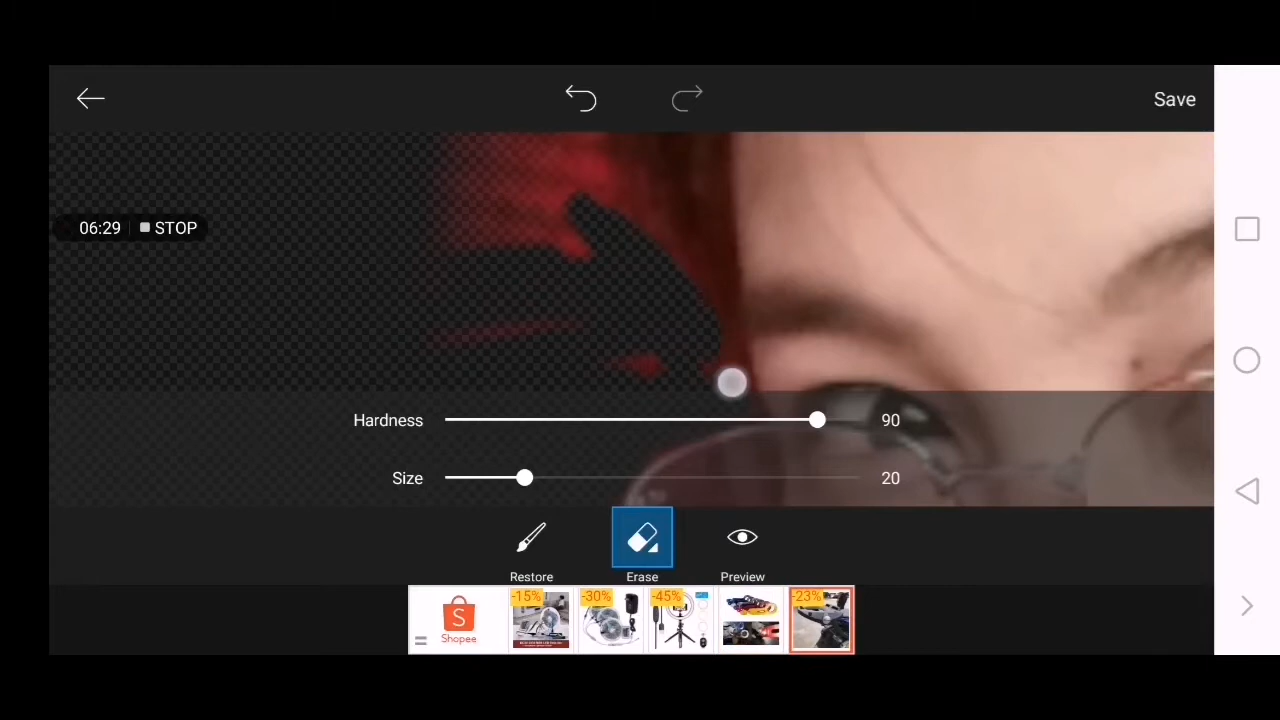 Save
06:29 STOP
Hardness 90
Size 20
Restore Erase Preview
-15% -30% -45% -23%
S
Shopee